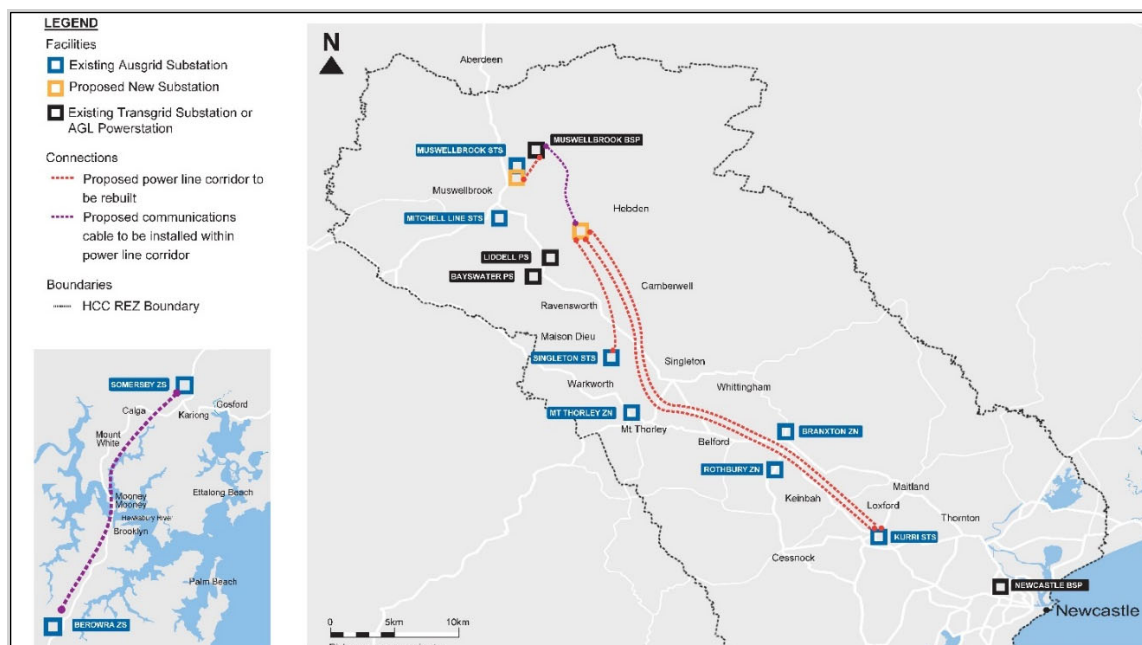 LEGEND
Facilities
Existing Ausgrid Substation
Proposed New Substation
Existing Transgrid Substation or
AGL Powerstation
Connections
Proposed power line corridor to
be rebuilt
Proposed communications
cable to be installed within
power line corridor
Boundaries
HCC REZ Boundary
SOMERSBY ZS
Calga
Gosford
Kariong
Mount
White
Mooney
Mooney
Ettalong Beach
Hawksbury River
Brooklyn
Palm Beach
BEROWRA ZS
N
Aberdeen
MUSWELLBROOK BSP
MUSWELLBROOK STS
Muswellbrook
Hebden
MITCHELL LINE STS
LIDDELL PS
BAYSWATER PS
Camberwell
Ravensworth
Maison Dieu
SINGLETON STS
Singleton
Warkworth
Whittingham
MT THORLEY ZN
Mt Thorley
Belford
BRANXTON ZN
ROTHBURY ZN
Keinbah
Maitland
Loxford
Thornton
KURRI STS
Cessnock
NEWCASTLE BSP
Newcastle
0 5km 10km